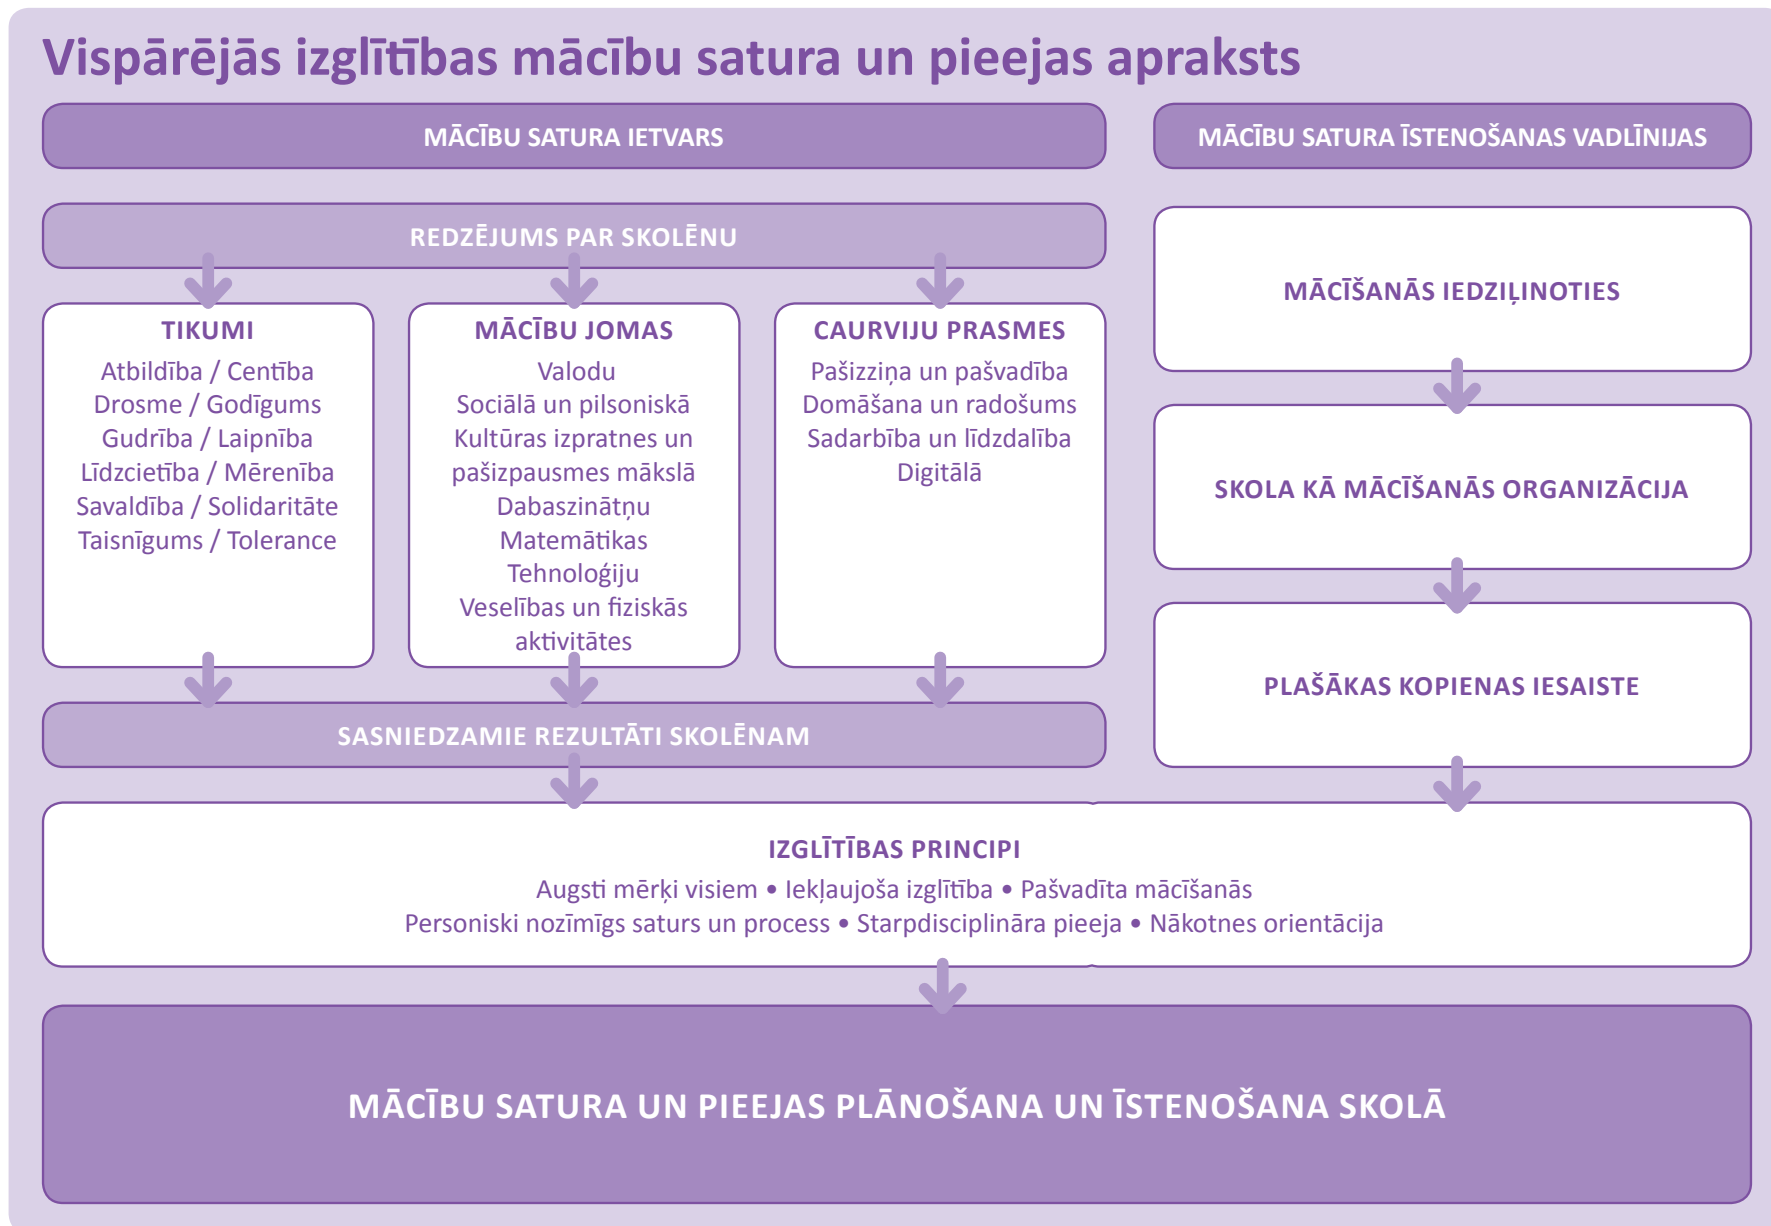 Vispārējās izglītības mācību satura un pieejas apraksts
MĀCĪBU SATURA IETVARS
REDZĒJUMS PAR SKOLĒNU
TIKUMI
Atbildība / Centība
Drosme / Godīgums
Gudrība / Laipnība
Līdzcietība / Mērenība
Savaldība / Solidaritāte
Taisnīgums / Tolerance
MĀCĪBU JOMAS
Valodu
Sociālā un pilsoniskā
Kultūras izpratnes un
pašizpausmes mākslā
Dabaszinātņu
Matemātikas
Tehnoloģiju
Veselības un fiziskās
aktivitātes
CAURVIJU PRASMES
Pašizziņa un pašvadība
Domāšana un radošums
Sadarbība un līdzdalība
Digitālā
SASNIEDZAMIE REZULTĀTI SKOLĒNAM
MĀCĪBU SATURA ĪSTENOŠANAS VADLĪNIJAS
MĀCĪŠANĀS IEDZIĻINOTIES
SKOLA KĀ MĀCĪŠANĀS ORGANIZĀCIJA
PLAŠĀKAS KOPIENAS IESAISTE
IZGLĪTĪBAS PRINCIPI
Augsti mērķi visiem • Iekļaujoša izglītība • Pašvadīta mācīšanās
Personiski nozīmīgs saturs un process • Starpdisciplināra pieeja • Nākotnes orientācija
MĀCĪBU SATURA UN PIEEJAS PLĀNOŠANA UN ĪSTENOŠANA SKOLĀ